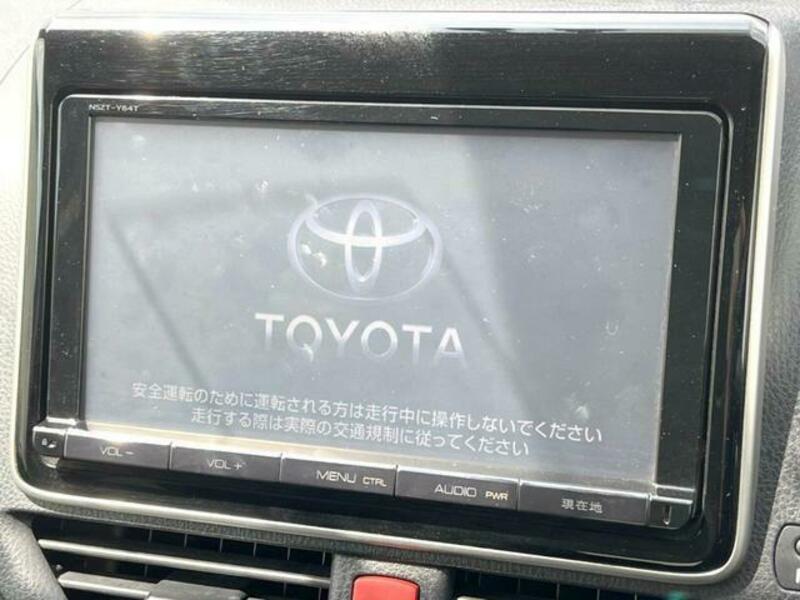 NSZT-Y64T
TOYOTA
安全運転のために運転される方は走行中に操作しないでください
走行する際は実際の交通規制に従ってください
VOL− VOL+ MENU CTRL AUDIO PWR 現在地